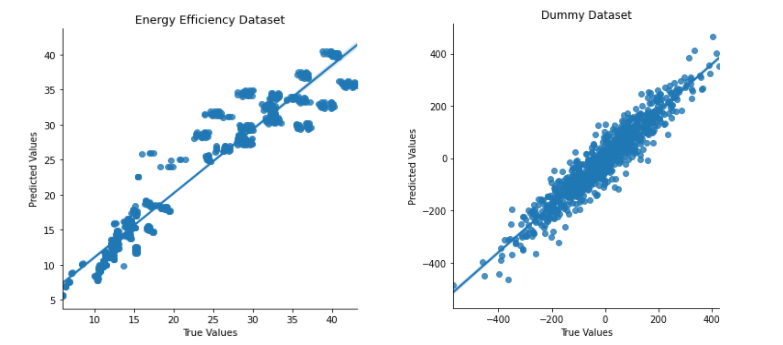 Energy Efficiency Dataset
40
35
30
25
20
15
10
5
Predicted Values
10 15 20 25 30 35 40
True Values
Dummy Dataset
400
200
0
−200
−400
Predicted Values
−400 −200 0 200 400
True Values